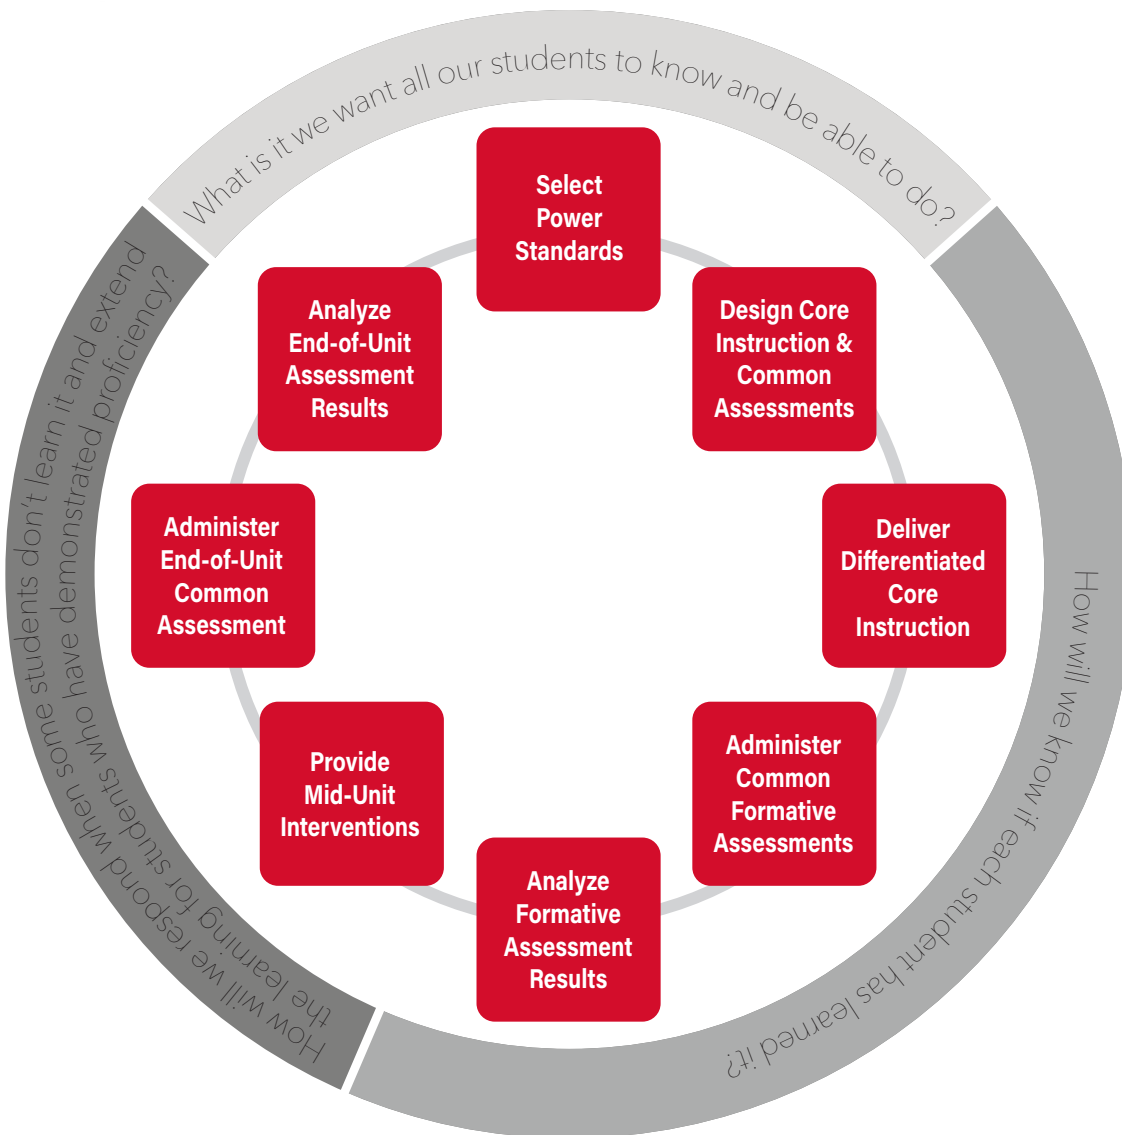 What is it we want all our students to know and be able to do?
Select
Power
Standards
Design Core
Instruction &
Common
Assessments
Deliver
Differentiated
Core
Instruction
Administer
Common
Formative
Assessments
Analyze
Formative
Assessment
Results
Provide
Mid-Unit
Interventions
Administer
End-of-Unit
Common
Assessment
Analyze
End-of-Unit
Assessment
Results
How will we know if each student has learned it?
How will we respond when some students don't learn it and extend
the learning for students who have demonstrated proficiency?